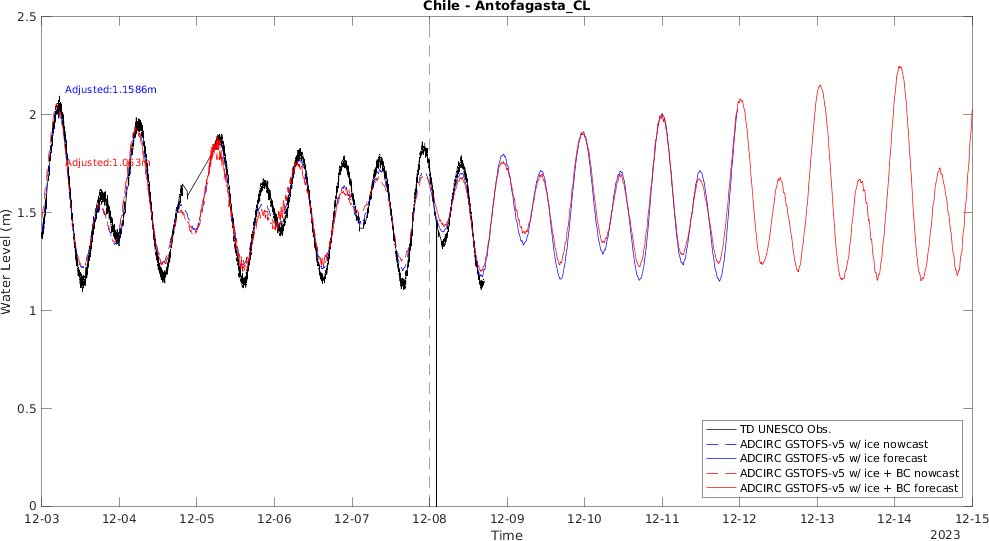 Chile - Antofagasta_CL
Water Level (m)
2.5
2
1.5
1
0.5
0
Adjusted:1.1586m
Adjusted:1.063m
TD UNESCO Obs.
ADCIRC GSTOFS-v5 w/ ice nowcast
ADCIRC GSTOFS-v5 w/ ice forecast
ADCIRC GSTOFS-v5 w/ ice + BC nowcast
ADCIRC GSTOFS-v5 w/ ice + BC forecast
12-03 12-04 12-05 12-06 12-07 12-08 12-09 12-10 12-11 12-12 12-13 12-14 12-15
Time
2023